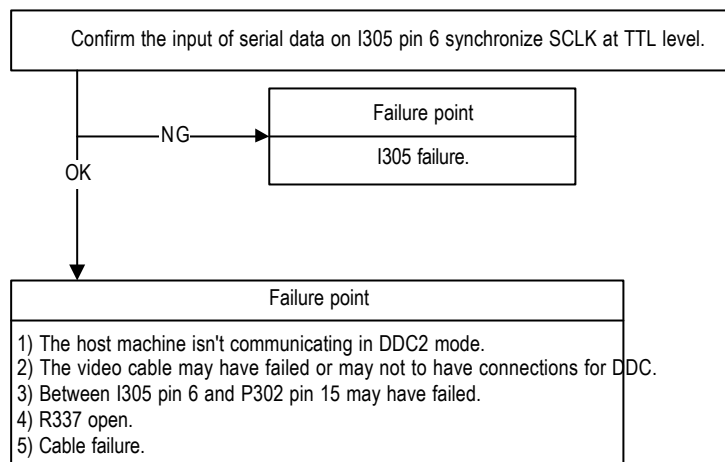 Confirm the input of serial data on I305 pin 6 synchronize SCLK at TTL level.
Failure point
NG
I305 failure.
OK
Failure point
1) The host machine isn't communicating in DDC2 mode.
2) The video cable may have failed or may not to have connections for DDC.
3) Between I305 pin 6 and P302 pin 15 may have failed.
4) R337 open.
5) Cable failure.